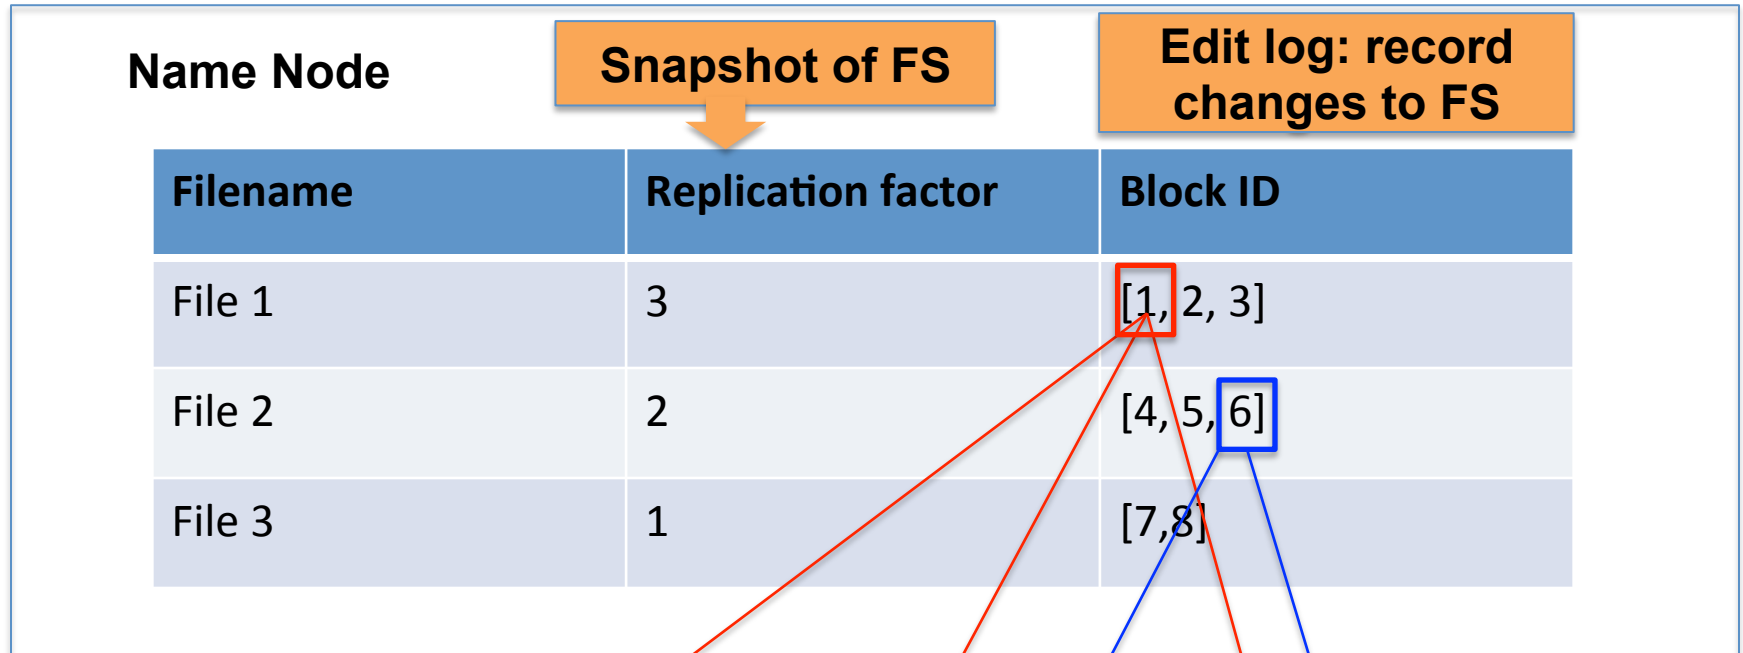 Name Node
Snapshot of FS
Edit log: record
changes to FS
Filename Replication factor Block ID
File 1 3 [1, 2, 3]
File 2 2 [4, 5, 6]
File 3 1 [7,8]